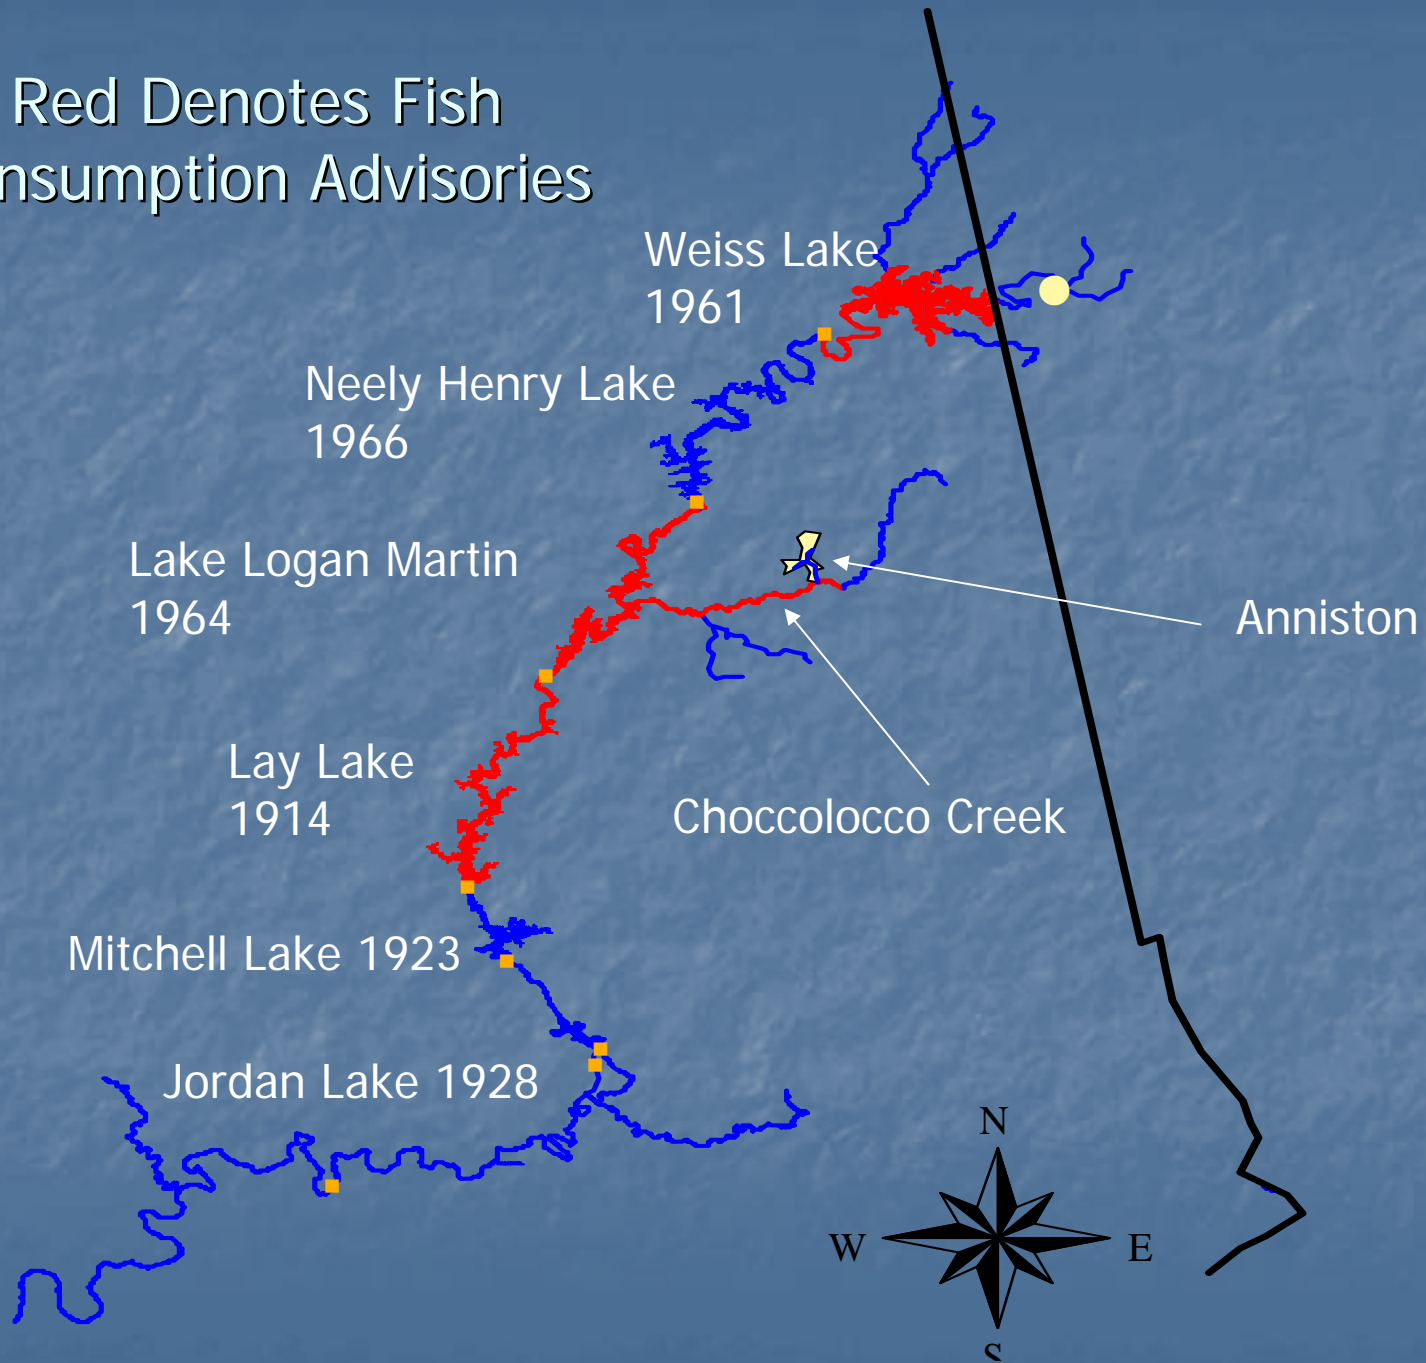 Red Denotes Fish
nsumption Advisories
Weiss Lake
1961
Neely Henry Lake
1966
Lake Logan Martin
1964
Anniston
Lay Lake
1914
Choccolocco Creek
Mitchell Lake 1923
Jordan Lake 1928
N
W
E
S